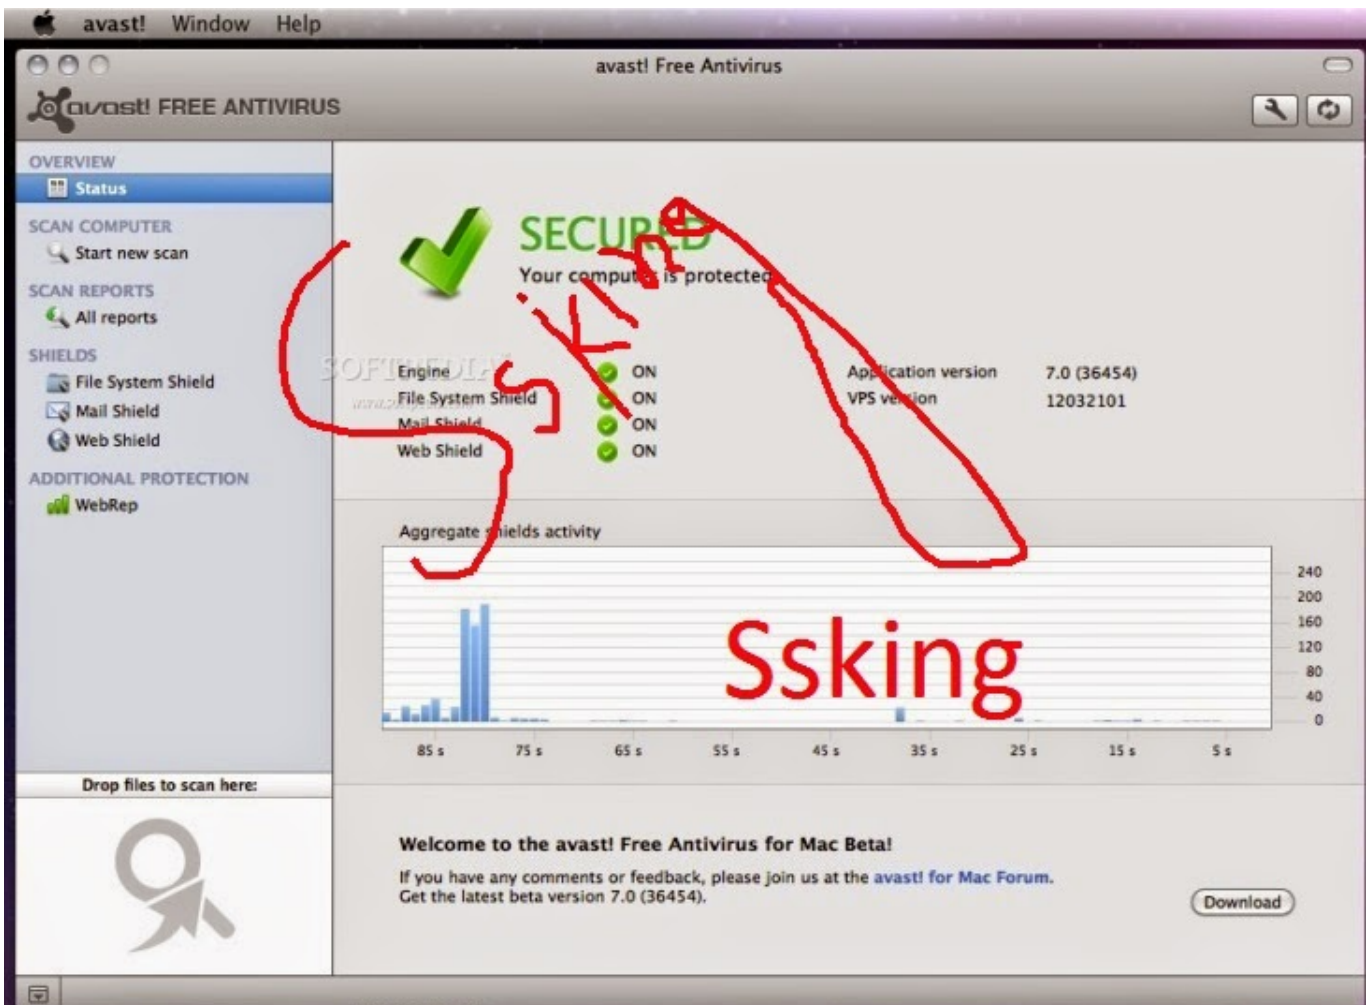 avast! Window Help
avast! Free Antivirus
avast! FREE ANTIVIRUS
OVERVIEW
Status
SCAN COMPUTER
Start new scan
SCAN REPORTS
All reports
SHIELDS
File System Shield
Mail Shield
Web Shield
ADDITIONAL PROTECTION
WebRep
Drop files to scan here:
SECURED
Your computer is protected
Ssking
SOFTPEDIA
www.softpedia.com
Engine ON
File System Shield ON
Mail Shield ON
Web Shield ON
Application version 7.0 (36454)
VPS version 12032101
Aggregate shields activity
240
200
160
120
80
40
0
Ssking
85 s 75 s 65 s 55 s 45 s 35 s 25 s 15 s 5 s
Welcome to the avast! Free Antivirus for Mac Beta!
If you have any comments or feedback, please join us at the avast! for Mac Forum.
Get the latest beta version 7.0 (36454).
Download